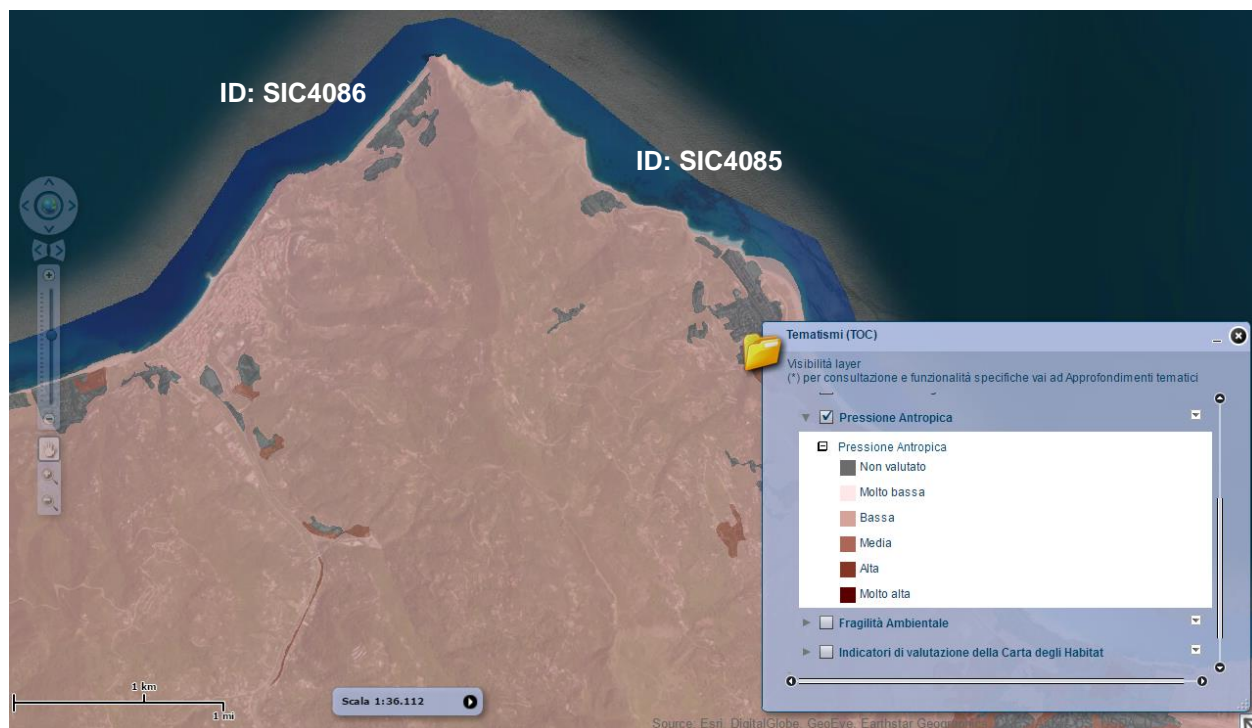 ID: SIC4086
ID: SIC4085
Tematismi (TOC)
Visibilità layer
(*) per consultazione e funzionalità specifiche vai ad Approfondimenti tematici
Pressione Antropica
Pressione Antropica
Non valutato
Molto bassa
Bassa
Media
Alta
Molto alta
Fragilità Ambientale
Indicatori di valutazione della Carta degli Habitat
1 km
1 mi
Scala 1:36.112
Source: Esri, DigitalGlobe, GeoEye, Earthstar